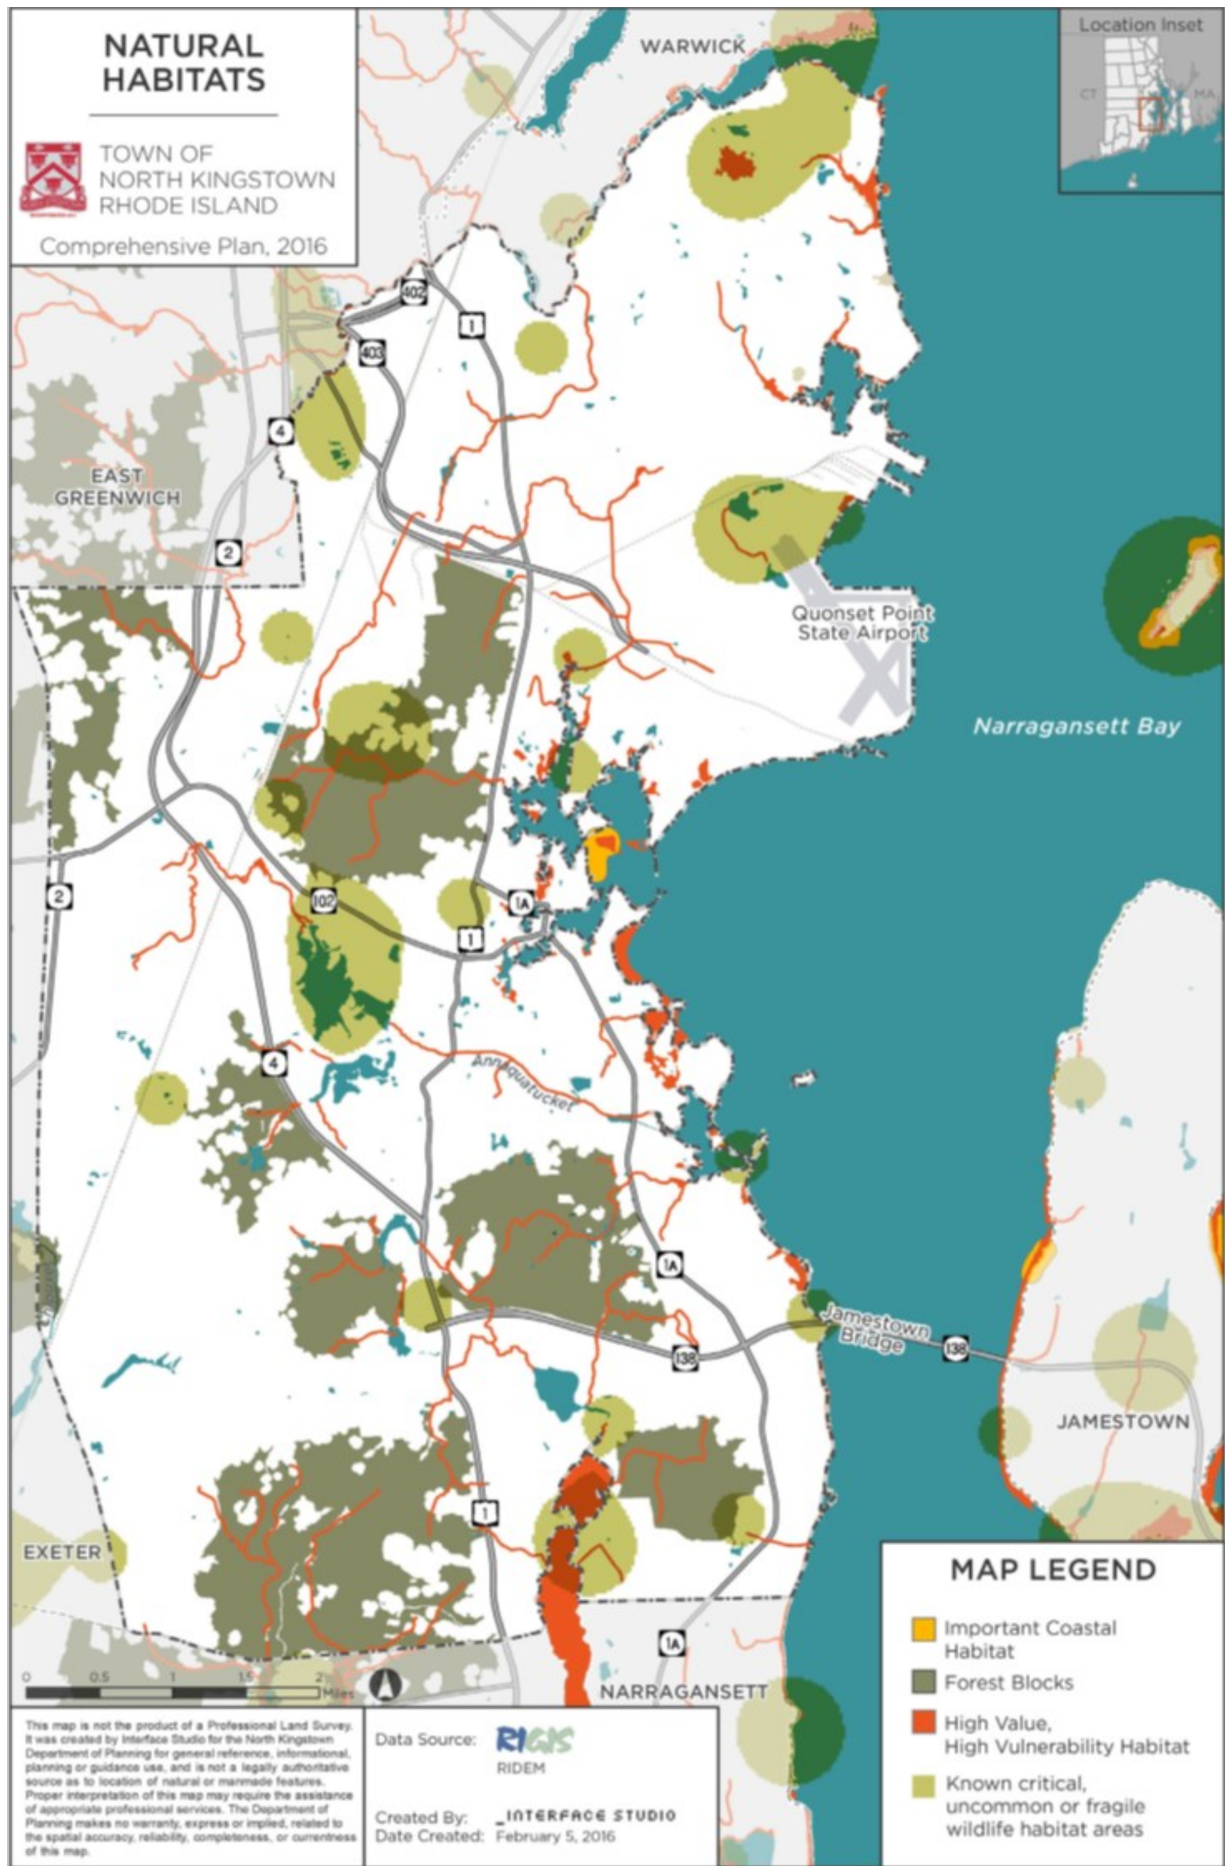 NATURAL
HABITATS
TOWN OF
NORTH KINGSTOWN
RHODE ISLAND
Comprehensive Plan, 2016
WARWICK
Location Inset
CT
MA
402
1
403
4
EAST
GREENWICH
2
Quonset Point
State Airport
Narragansett Bay
2
102
1A
1
4
Annaquatucket
1A
Jamestown
Bridge
138
138
JAMESTOWN
1
EXETER
1A
NARRAGANSETT
0 0.5 1 1.5 2
Miles
MAP LEGEND
Important Coastal
Habitat
Forest Blocks
High Value,
High Vulnerability Habitat
Known critical,
uncommon or fragile
wildlife habitat areas
This map is not the product of a Professional Land Survey.
It was created by Interface Studio for the North Kingstown
Department of Planning for general reference, informational,
planning or guidance use, and is not a legally authoritative
source as to location of natural or manmade features.
Proper interpretation of this map may require the assistance
of appropriate professional services. The Department of
Planning makes no warranty, express or implied, related to
the spatial accuracy, reliability, completeness, or currentness
of this map.
Data Source:
RIGIS
RIDEM
Created By: _INTERFACE STUDIO
Date Created: February 5, 2016